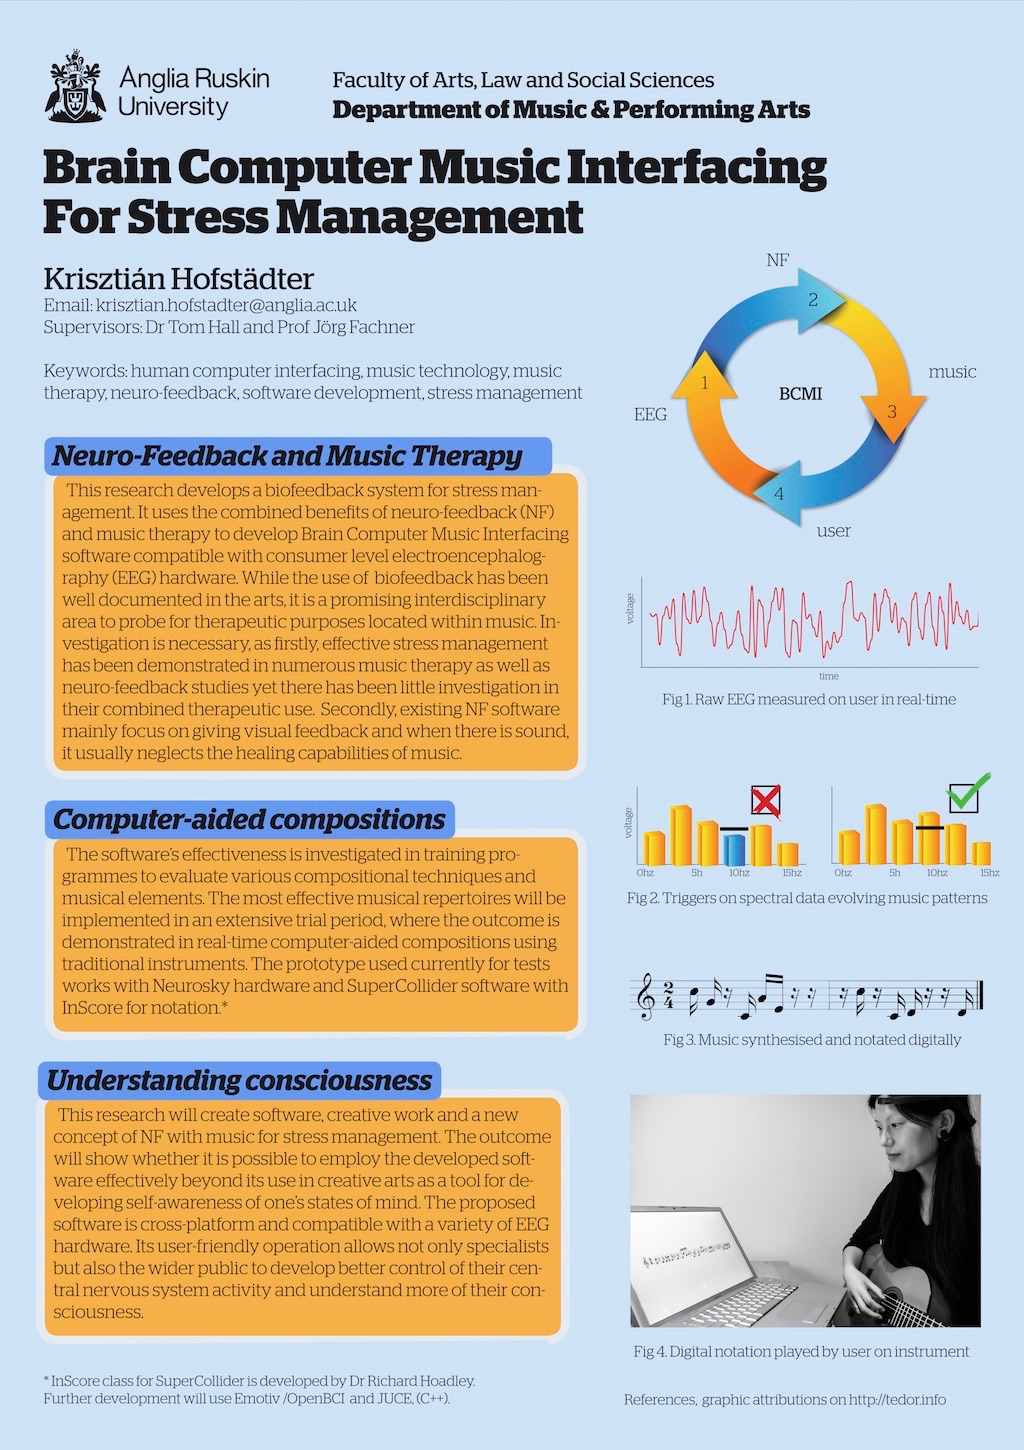 Anglia Ruskin
University
Faculty of Arts, Law and Social Sciences
Department of Music & Performing Arts
Brain Computer Music Interfacing
For Stress Management
Krisztián Hofstädter
Email: krisztian.hofstadter@anglia.ac.uk
Supervisors: Dr Tom Hall and Prof Jörg Fachner
Keywords: human computer interfacing, music technology, music
therapy, neuro-feedback, software development, stress management
Neuro-Feedback and Music Therapy
This research develops a biofeedback system for stress man-
agement. It uses the combined benefits of neuro-feedback (NF)
and music therapy to develop Brain Computer Music Interfacing
software compatible with consumer level electroencephalog-
raphy (EEG) hardware. While the use of biofeedback has been
well documented in the arts, it is a promising interdisciplinary
area to probe for therapeutic purposes located within music. In-
vestigation is necessary, as firstly, effective stress management
has been demonstrated in numerous music therapy as well as
neuro-feedback studies yet there has been little investigation in
their combined therapeutic use. Secondly, existing NF software
mainly focus on giving visual feedback and when there is sound,
it usually neglects the healing capabilities of music.
Computer-aided compositions
The software's effectiveness is investigated in training pro-
grammes to evaluate various compositional techniques and
musical elements. The most effective musical repertoires will be
implemented in an extensive trial period, where the outcome is
demonstrated in real-time computer-aided compositions using
traditional instruments. The prototype used currently for tests
works with Neurosky hardware and SuperCollider software with
InScore for notation.*
Understanding consciousness
This research will create software, creative work and a new
concept of NF with music for stress management. The outcome
will show whether it is possible to employ the developed soft-
ware effectively beyond its use in creative arts as a tool for de-
veloping self-awareness of one's states of mind. The proposed
software is cross-platform and compatible with a variety of EEG
hardware. Its user-friendly operation allows not only specialists
but also the wider public to develop better control of their cen-
tral nervous system activity and understand more of their con-
sciousness.
* InScore class for SuperCollider is developed by Dr Richard Hoadley.
Further development will use Emotiv /OpenBCI and JUCE, (C++).
NF
2
music
1
BCMI
3
EEG
4
user
voltage
time
Fig 1. Raw EEG measured on user in real-time
voltage
0hz 5h 10hz 15hz
0hz 5h 10hz 15hz
Fig 2. Triggers on spectral data evolving music patterns
2
4
Fig 3. Music synthesised and notated digitally
Fig 4. Digital notation played by user on instrument
References, graphic attributions on http://tedor.info